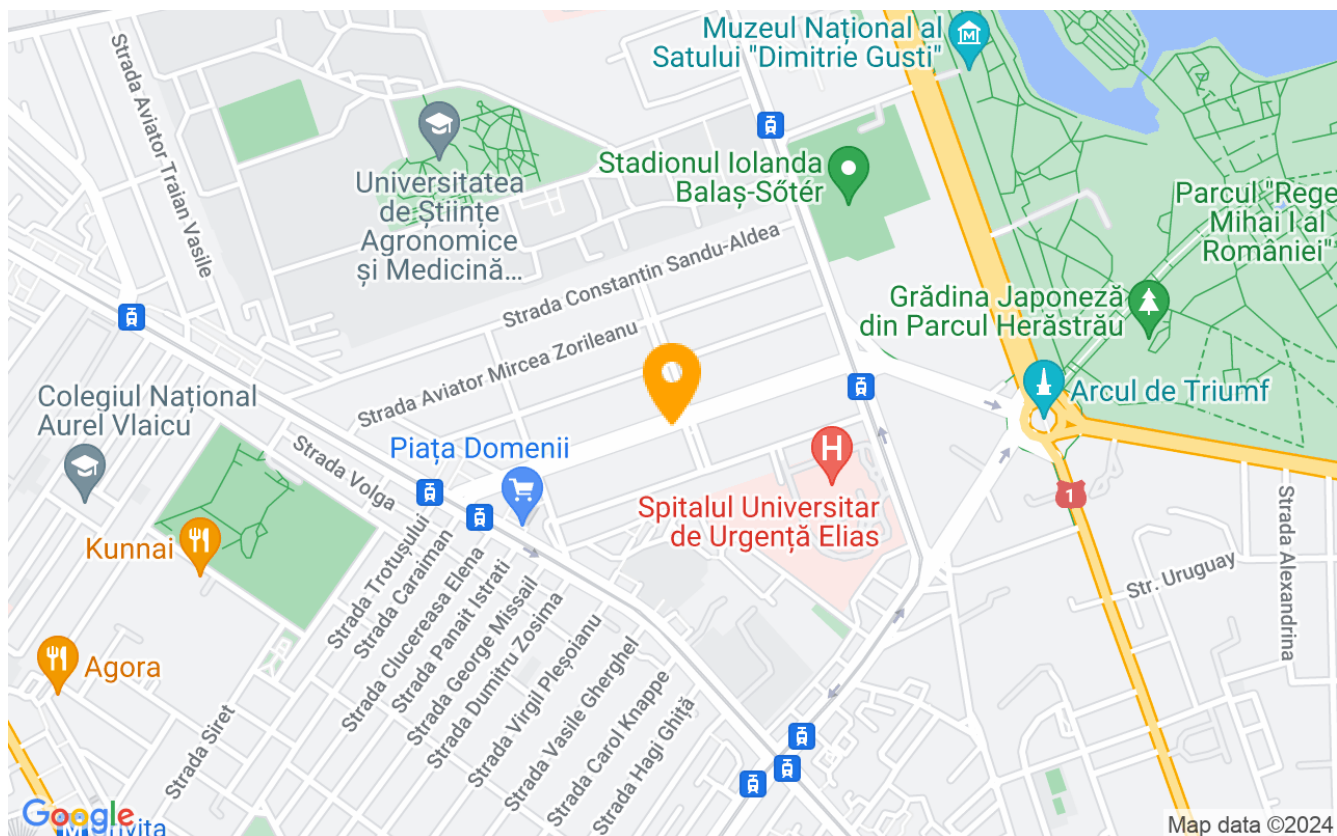 Muzeul Național al
Satului "Dimitrie Gusti"
Strada Aviator Traian Vasile
Universitatea
de Științe
Agronomice
și Medicină...
Stadionul Iolanda
Balaș-Sőtér
Parcul "Rege
Mihai I al
României"
Strada Constantin Sandu-Aldea
Grădina Japoneză
din Parcul Herăstrău
Strada Aviator Mircea Zorileanu
Colegiul Național
Aurel Vlaicu
Arcul de Triumf
Strada Volga
Piața Domenii
H
Spitalul Universitar
de Urgență Elias
1
Kunnai
Strada Trotușului
Strada Caraiman
Strada Clucereasa Elena
Strada Panait Istrati
Strada George Missail
Strada Dumitru Zosima
Strada Virgil Pleșoianu
Strada Vasile Gherghel
Strada Carol Knappe
Strada Hagi Ghiță
Str. Uruguay
Strada Alexandrina
Agora
Strada Siret
Google
Map data ©2024